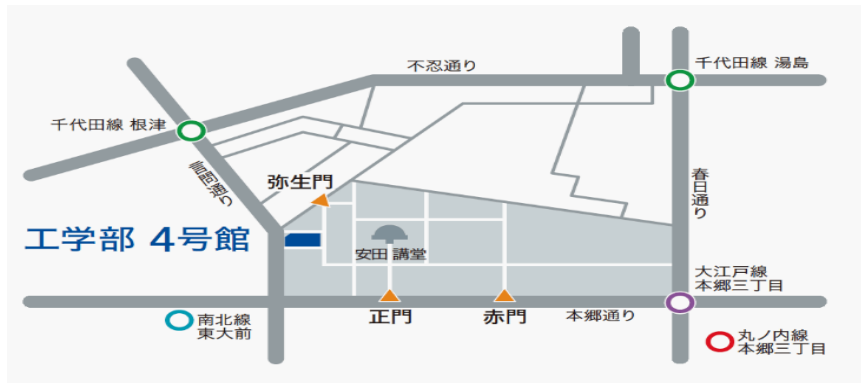 不忍通り
千代田線 湯島
千代田線 根津
言問通り
弥生門
春日通り
工学部 4号館
安田 講堂
大江戸線
本郷三丁目
南北線
東大前
正門
赤門
本郷通り
丸ノ内線
本郷三丁目